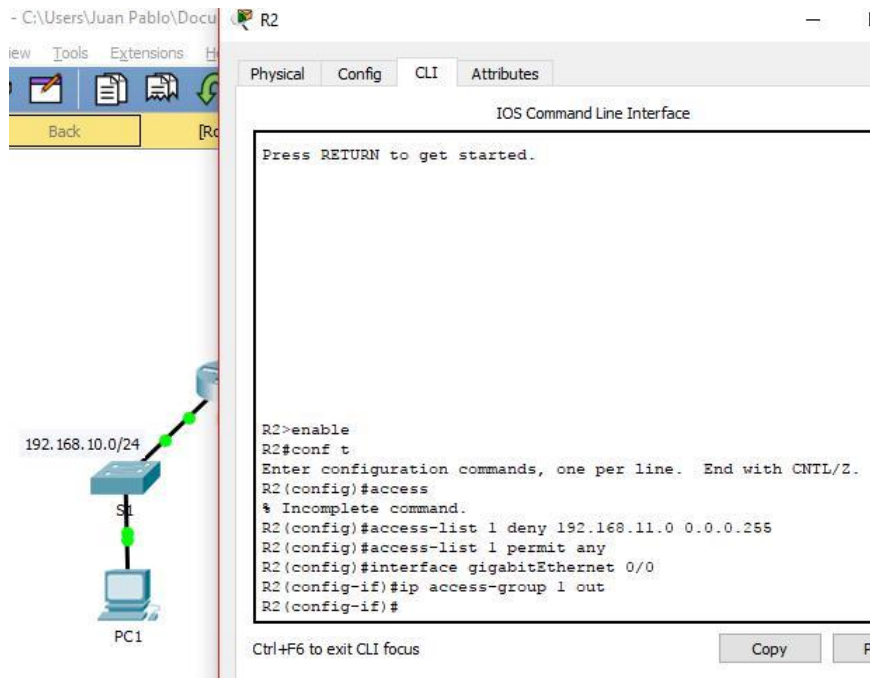 - C:\Users\Juan Pablo\Docu
iew Tools Extensions H
Back [Ro
192.168.10.0/24
S1
PC1
R2
Physical Config CLI Attributes
IOS Command Line Interface
Press RETURN to get started.
R2>enable
R2#conf t
Enter configuration commands, one per line. End with CNTL/Z.
R2(config)#access
% Incomplete command.
R2(config)#access-list 1 deny 192.168.11.0 0.0.0.255
R2(config)#access-list 1 permit any
R2(config)#interface gigabitEthernet 0/0
R2(config-if)#ip access-group 1 out
R2(config-if)#
Ctrl+F6 to exit CLI focus Copy P